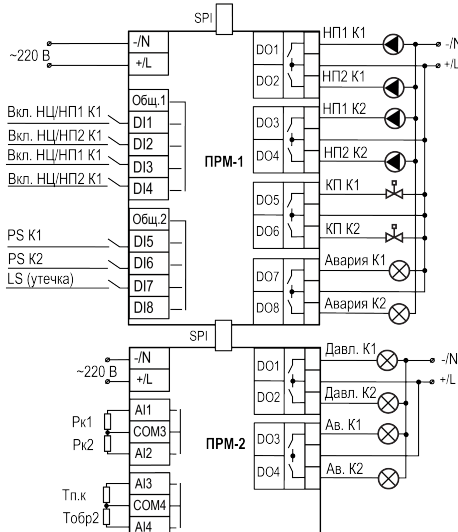 SPI
НП1 К1
-/N
-/N
DO1
~220 В
+/L
+/L
DO2
НП2 К1
Общ.1
НП1 К2
Вкл. НЦ/НП1 К1
DI1
DO3
Вкл. НЦ/НП2 К1
DI2
ПРМ-1
Вкл. НЦ/НП1 К1
DI3
DO4
НП2 К2
Вкл. НЦ/НП2 К1
DI4
КП К1
DO5
Общ.2
PS К1
DI5
DO6
КП К2
PS К2
DI6
Авария К1
LS (утечка)
DI7
DO7
DI8
DO8
Авария К2
SPI
Давл. К1
-/N
DO1
-/N
~220 В
+/L
+/L
DO2
Давл. К2
AI1
Рк1
COM3
DO3
Ав. К1
Рк2
AI2
ПРМ-2
DO4
Ав. К2
AI3
Тп.к
COM4
Тобр2
AI4